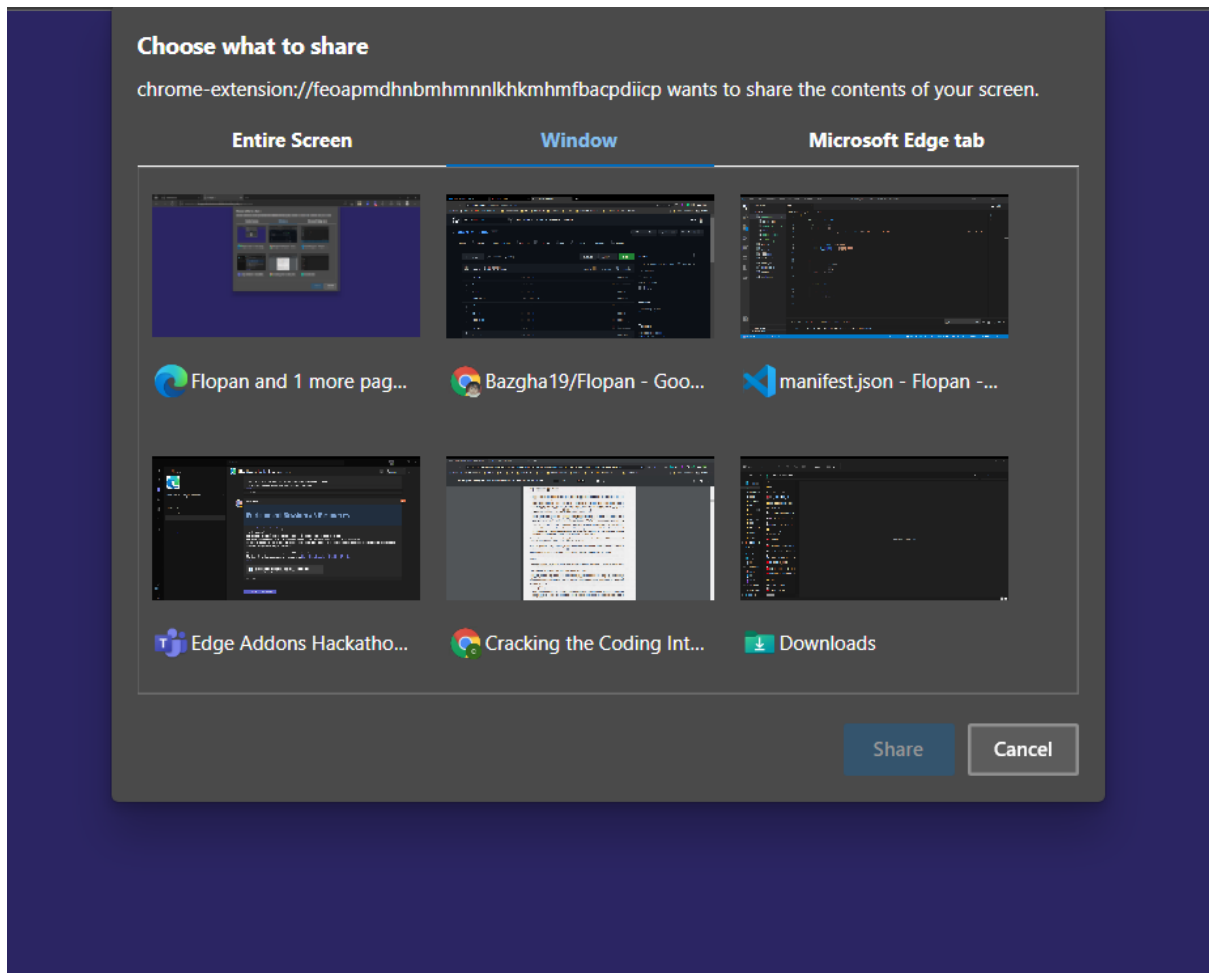 Choose what to share
chrome-extension://feoapmdhnbmhmnnlkhkmhmfbacpdiicp wants to share the contents of your screen.
Entire Screen
Window
Microsoft Edge tab
Flopan and 1 more pag...
Bazgha19/Flopan - Goo...
manifest.json - Flopan -...
Edge Addons Hackatho...
Cracking the Coding Int...
Downloads
Share
Cancel